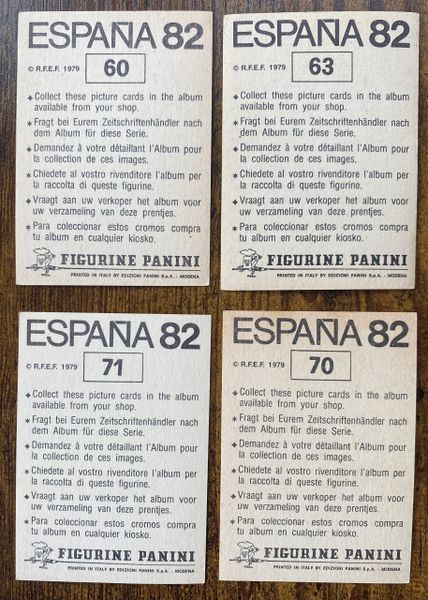 ESPAÑA 82
© R.F.E.F. 1979 60
✦ Collect these picture cards in the album
available from your shop.
✶ Fragt bei Eurem Zeitschriftenhändler nach
dem Album für diese Serie.
✦ Demandez à votre détaillant l'Album pour
la collection de ces images.
✶ Chiedete al vostro rivenditore l'album per
la raccolta di queste figurine.
✦ Vraagt aan uw verkoper het album voor
uw verzameling van deze prentjes.
✶ Para coleccionar estos cromos compra
tu album en cualquier kiosko.
FIGURINE PANINI
PRINTED IN ITALY BY EDIZIONI PANINI S.p.A. - MODENA
ESPAÑA 82
© R.F.E.F. 1979 63
✦ Collect these picture cards in the album
available from your shop.
✶ Fragt bei Eurem Zeitschriftenhändler nach
dem Album für diese Serie.
✦ Demandez à votre détaillant l'Album pour
la collection de ces images.
✶ Chiedete al vostro rivenditore l'album per
la raccolta di queste figurine.
✦ Vraagt aan uw verkoper het album voor
uw verzameling van deze prentjes.
✶ Para coleccionar estos cromos compra
tu album en cualquier kiosko.
FIGURINE PANINI
PRINTED IN ITALY BY EDIZIONI PANINI S.p.A. - MODENA
ESPAÑA 82
© R.F.E.F. 1979 71
✦ Collect these picture cards in the album
available from your shop.
✶ Fragt bei Eurem Zeitschriftenhändler nach
dem Album für diese Serie.
✦ Demandez à votre détaillant l'Album pour
la collection de ces images.
✶ Chiedete al vostro rivenditore l'album per
la raccolta di queste figurine.
✦ Vraagt aan uw verkoper het album voor
uw verzameling van deze prentjes.
✶ Para coleccionar estos cromos compra
tu album en cualquier kiosko.
FIGURINE PANINI
PRINTED IN ITALY BY EDIZIONI PANINI S.p.A. - MODENA
ESPAÑA 82
© R.F.E.F. 1979 70
✦ Collect these picture cards in the album
available from your shop.
✶ Fragt bei Eurem Zeitschriftenhändler nach
dem Album für diese Serie.
✦ Demandez à votre détaillant l'Album pour
la collection de ces images.
✶ Chiedete al vostro rivenditore l'album per
la raccolta di queste figurine.
✦ Vraagt aan uw verkoper het album voor
uw verzameling van deze prentjes.
✶ Para coleccionar estos cromos compra
tu album en cualquier kiosko.
FIGURINE PANINI
PRINTED IN ITALY BY EDIZIONI PANINI S.p.A. - MODENA